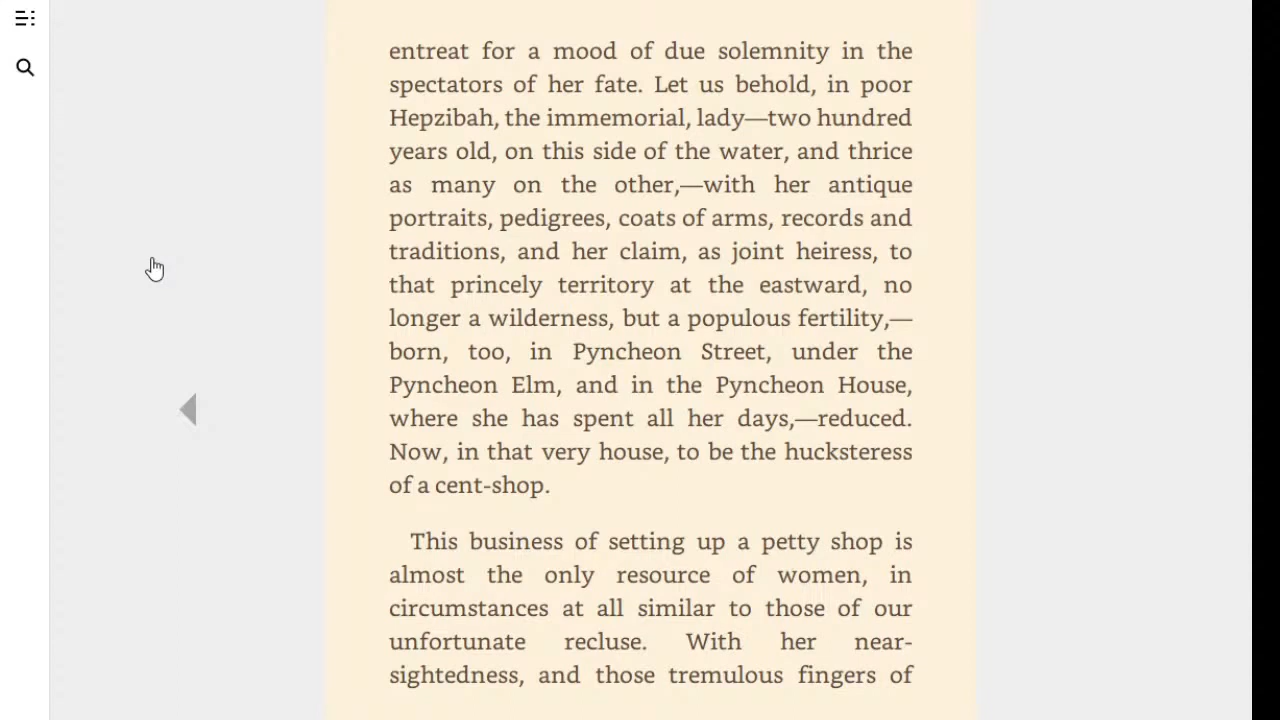 entreat for a mood of due solemnity in the
spectators of her fate. Let us behold, in poor
Hepzibah, the immemorial, lady—two hundred
years old, on this side of the water, and thrice
as many on the other,—with her antique
portraits, pedigrees, coats of arms, records and
traditions, and her claim, as joint heiress, to
that princely territory at the eastward, no
longer a wilderness, but a populous fertility,—
born, too, in Pyncheon Street, under the
Pyncheon Elm, and in the Pyncheon House,
where she has spent all her days,—reduced.
Now, in that very house, to be the hucksteress
of a cent-shop.
This business of setting up a petty shop is
almost the only resource of women, in
circumstances at all similar to those of our
unfortunate recluse. With her near-
sightedness, and those tremulous fingers of